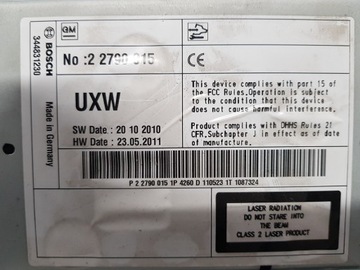 BOSCH
344831230
Made in Germany
GM
No :2 2790 015
UXW
SW Date : 20 10 2010
HW Date : 23.05.2011
CE
This device complies with part 15 of
the FCC Rules.Operation is subject
to the condition that this device does
not cause harmful interference.
Product complies with DHHS Rules 21
CFR.Subchapter J in effect as of
date of manufacture.
P 2 2790 015 1P 4260 D 110523 1T 1087324
LASER RADIATION
DO NOT STARE INTO
THE BEAM
CLASS 2 LASER PRODUCT